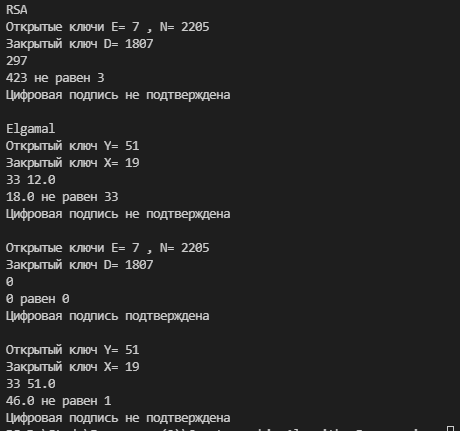 RSA
Открытые ключи E= 7 , N= 2205
Закрытый ключ D= 1807
297
423 не равен 3
Цифровая подпись не подтверждена
Elgamal
Открытый ключ Y= 51
Закрытый ключ X= 19
33 12.0
18.0 не равен 33
Цифровая подпись не подтверждена
Открытые ключи E= 7 , N= 2205
Закрытый ключ D= 1807
0
0 равен 0
Цифровая подпись подтверждена
Открытый ключ Y= 51
Закрытый ключ X= 19
33 51.0
46.0 не равен 1
Цифровая подпись не подтверждена